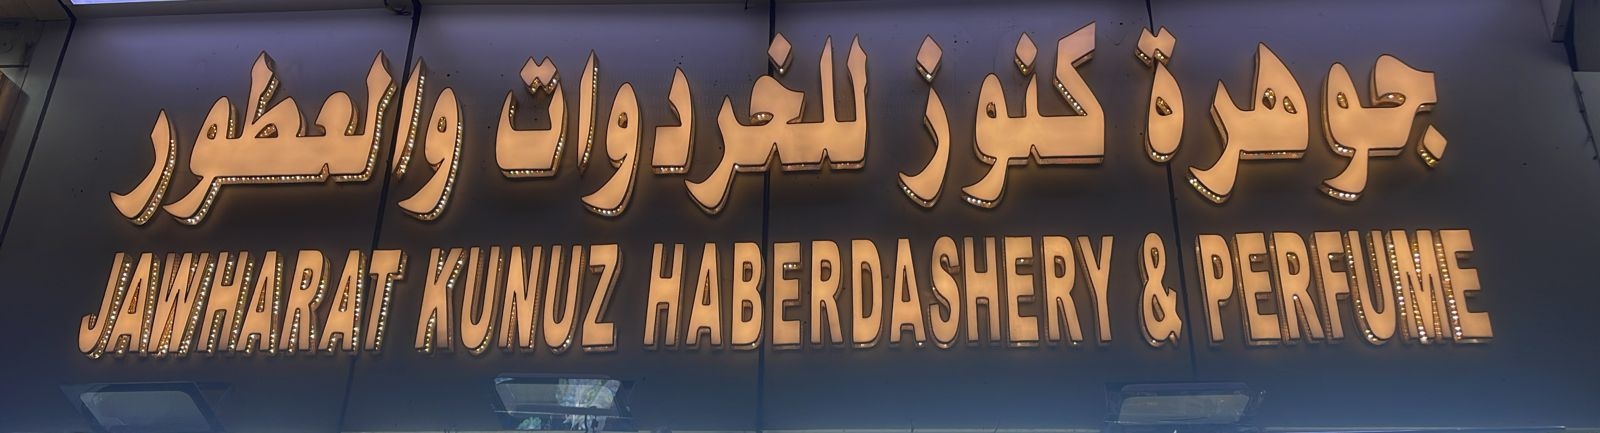 جوهرة كنوز للخردوات والعطور
JAWHARAT KUNUZ HABERDASHERY & PERFUME